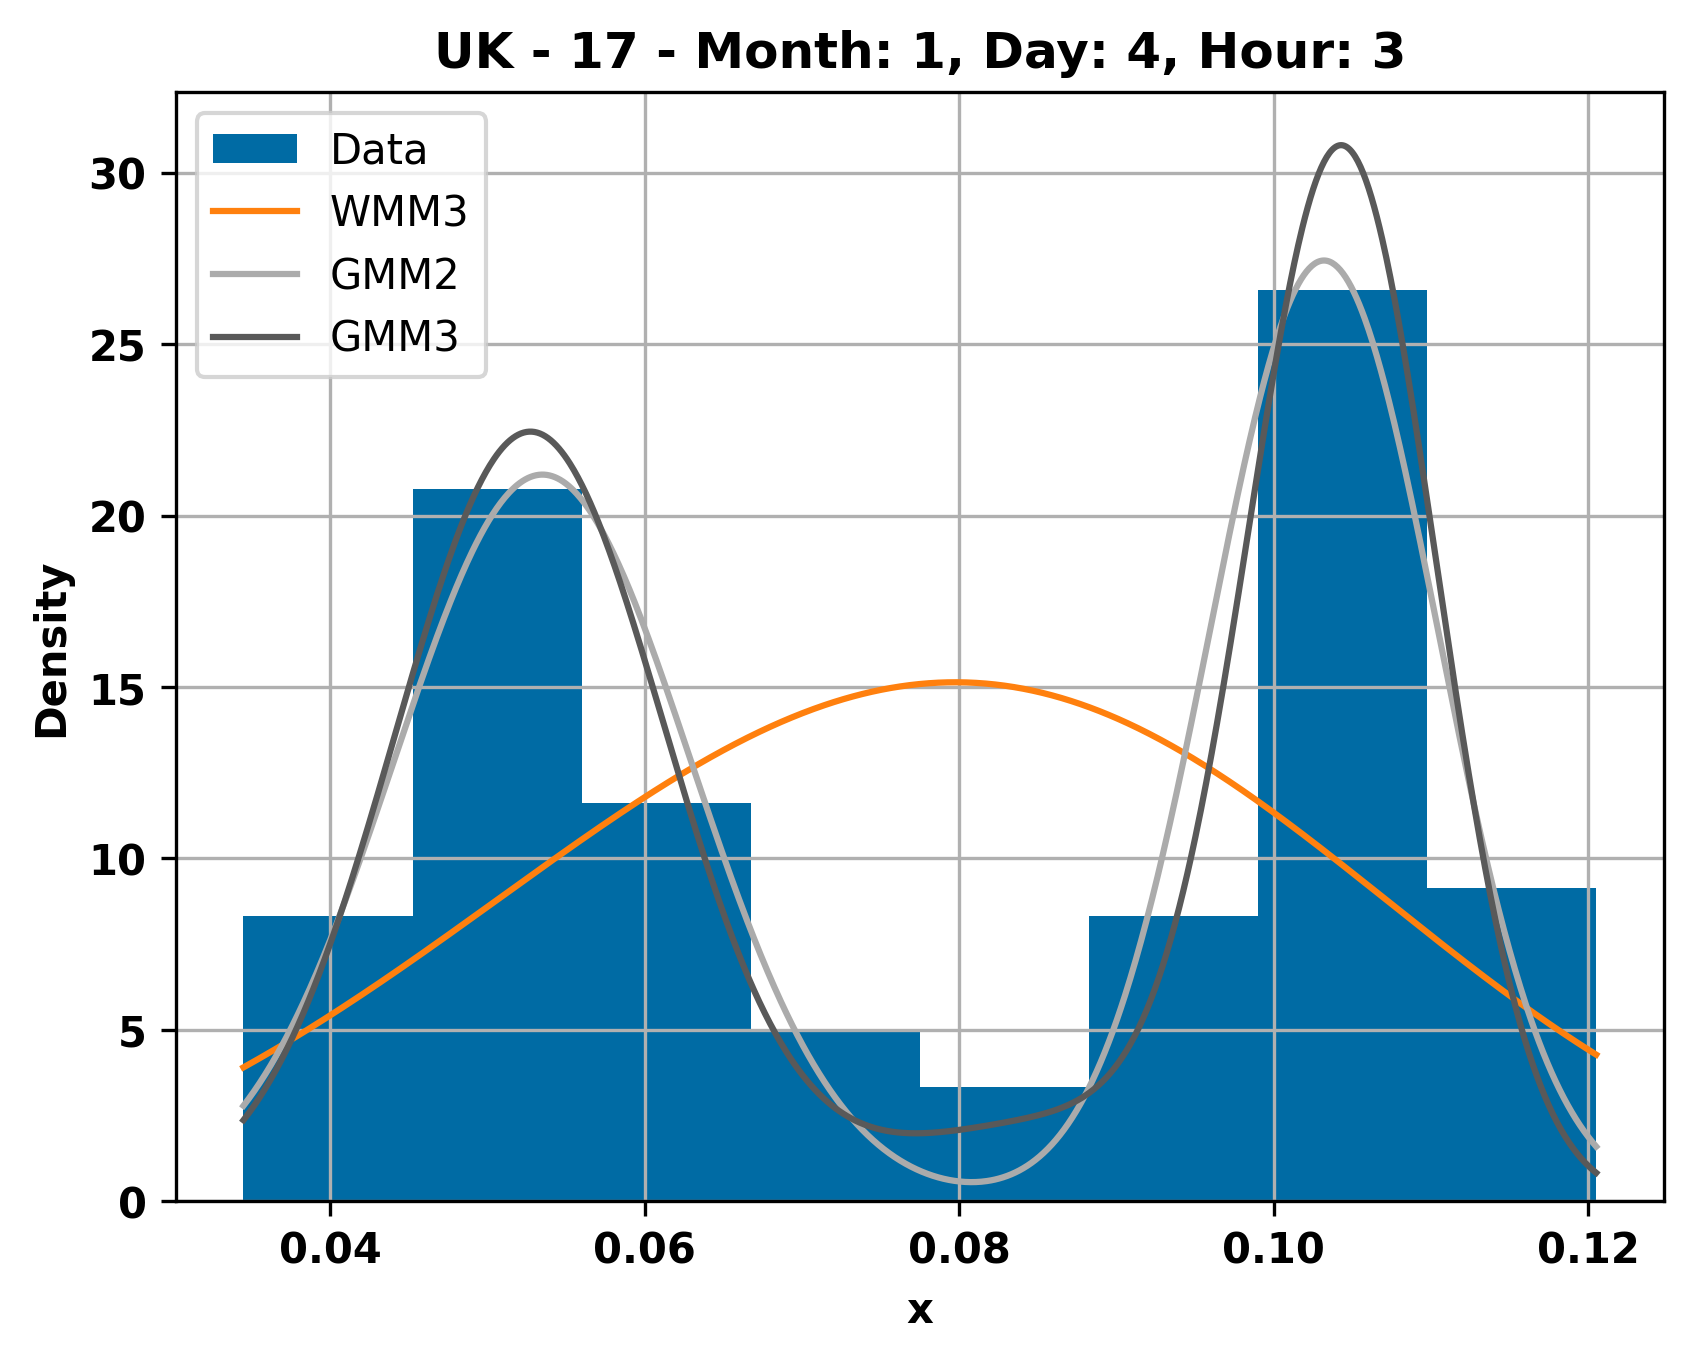 UK - 17 - Month: 1, Day: 4, Hour: 3
Data
WMM3
GMM2
GMM3
30
25
20
15
10
5
0
Density
0.04 0.06 0.08 0.10 0.12
x